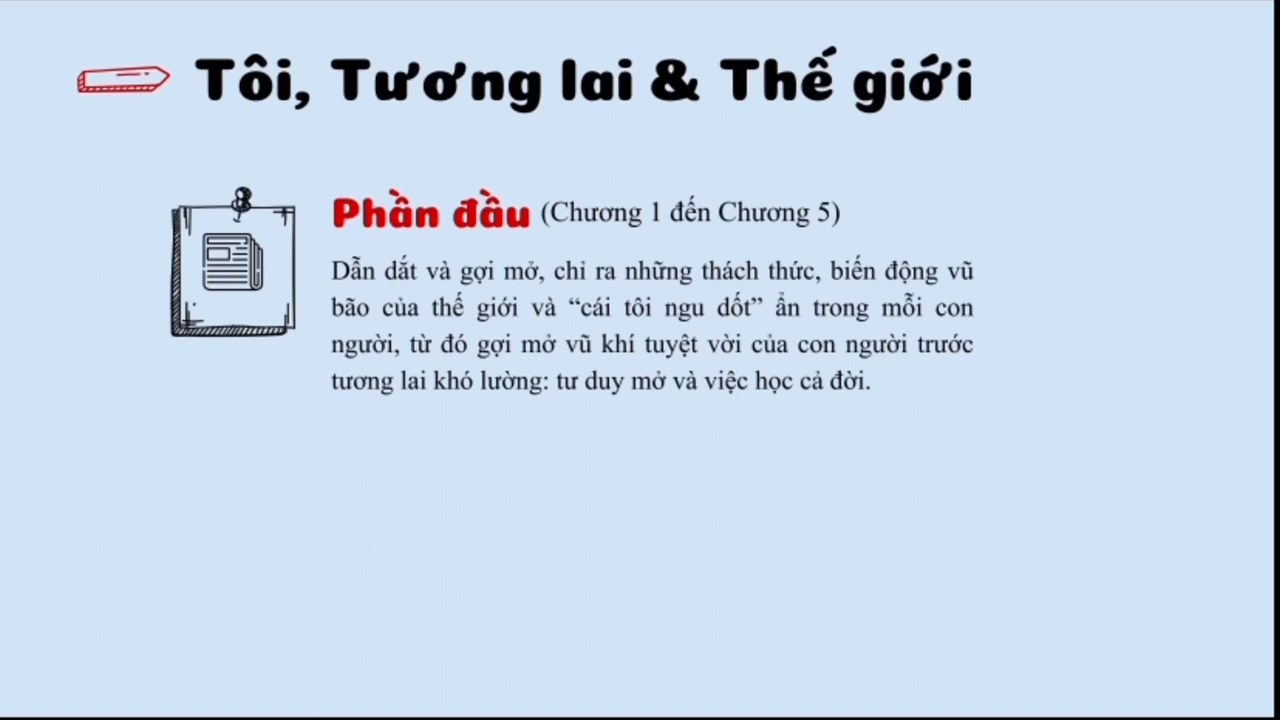 Tôi, Tương lai & Thế giới
Phần đầu (Chương 1 đến Chương 5)
Dẫn dắt và gợi mở, chỉ ra những thách thức, biến động vũ
bão của thế giới và “cái tôi ngu dốt” ẩn trong mỗi con
người, từ đó gợi mở vũ khí tuyệt vời của con người trước
tương lai khó lường: tư duy mở và việc học cả đời.